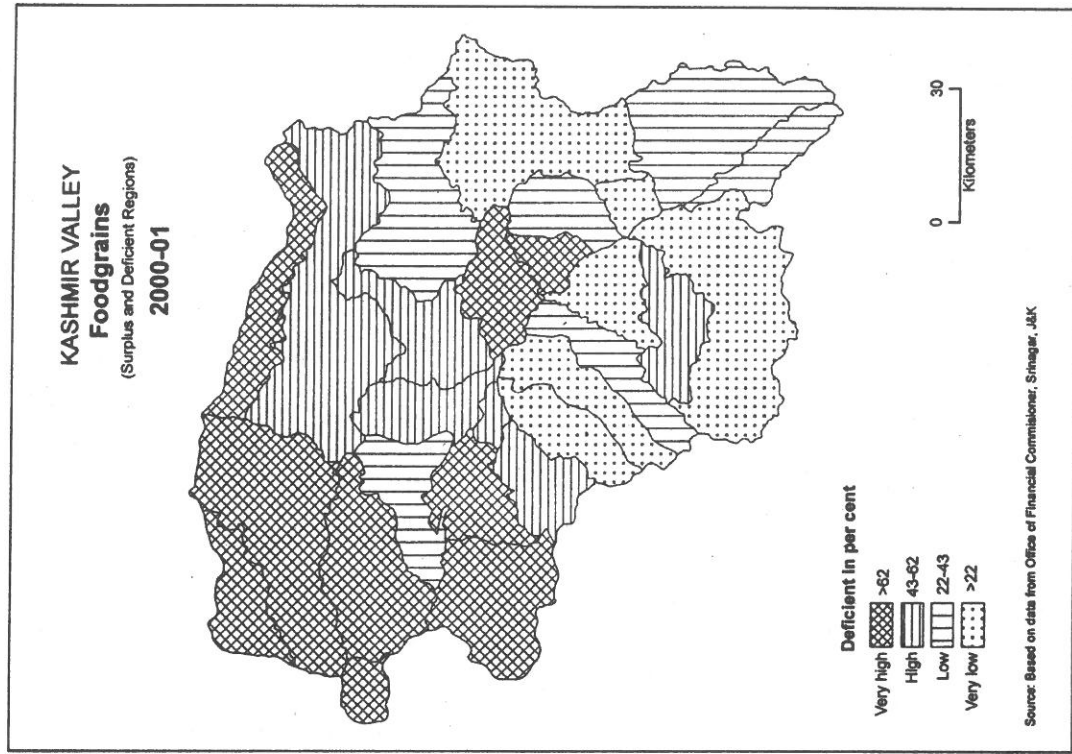 KASHMIR VALLEY
Foodgrains
(Surplus and Deficient Regions)
2000-01
Deficient in per cent
Very high >62
High 43-62
Low 22-43
Very low >22
0 30
Kilometers
Source: Based on data from Office of Financial Commisioner, Srinagar, J&K